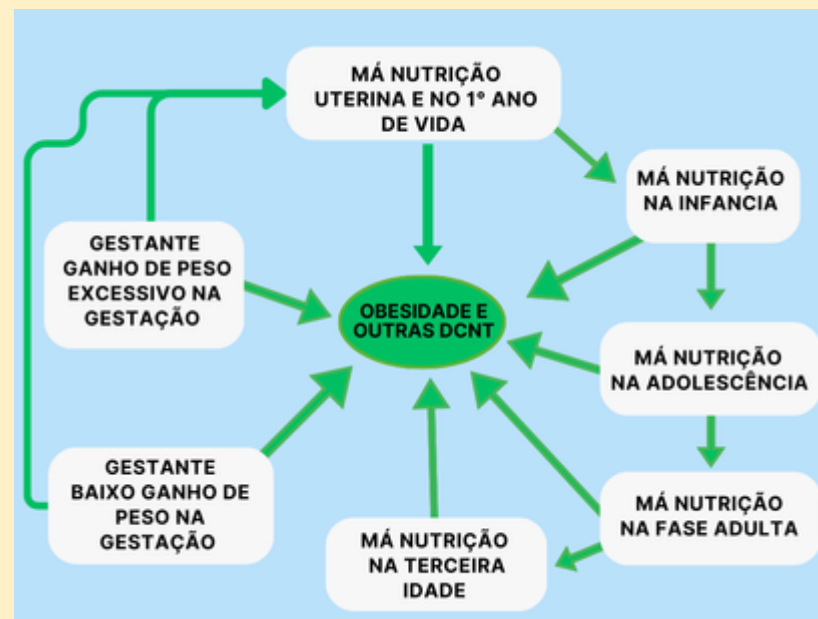 MÁ NUTRIÇÃO
UTERINA E NO 1º ANO
DE VIDA
MÁ NUTRIÇÃO
NA INFANCIA
GESTANTE
GANHO DE PESO
EXCESSIVO NA
GESTAÇÃO
OBESIDADE E
OUTRAS DCNT
MÁ NUTRIÇÃO
NA ADOLESCÊNCIA
GESTANTE
BAIXO GANHO DE
PESO NA
GESTAÇÃO
MÁ NUTRIÇÃO
NA FASE ADULTA
MÁ NUTRIÇÃO
NA TERCEIRA
IDADE